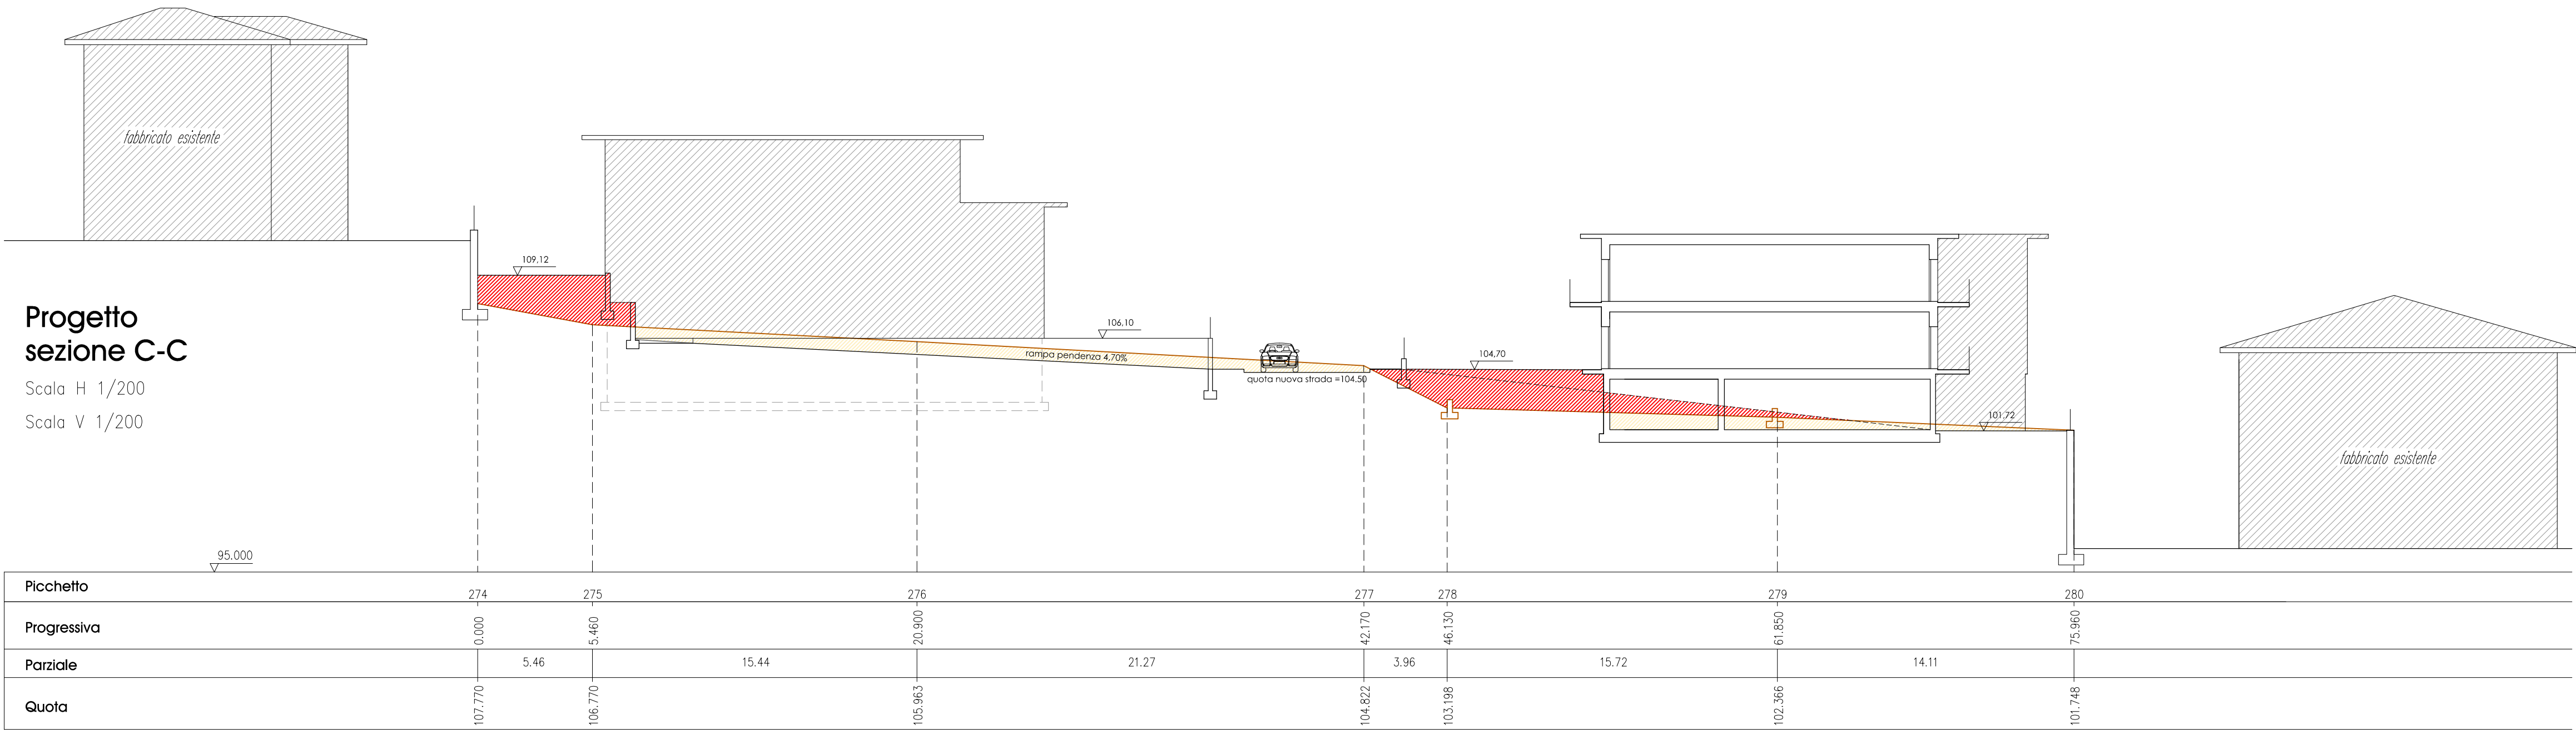 fabbricato esistente
109,12
106,10
rampa pendenza 4,70%
quota nuova strada =104.50
104,70
101,72
fabbricato esistente
Progetto
sezione C-C
Scala H 1/200
Scala V 1/200
95.000
Picchetto 274 275 276 277 278 279 280
Progressiva 0.000 5.460 20.900 42.170 46.130 61.850 75.960
Parziale 5.46 15.44 21.27 3.96 15.72 14.11
Quota 107.770 106.770 105.963 104.822 103.198 102.366 101.748